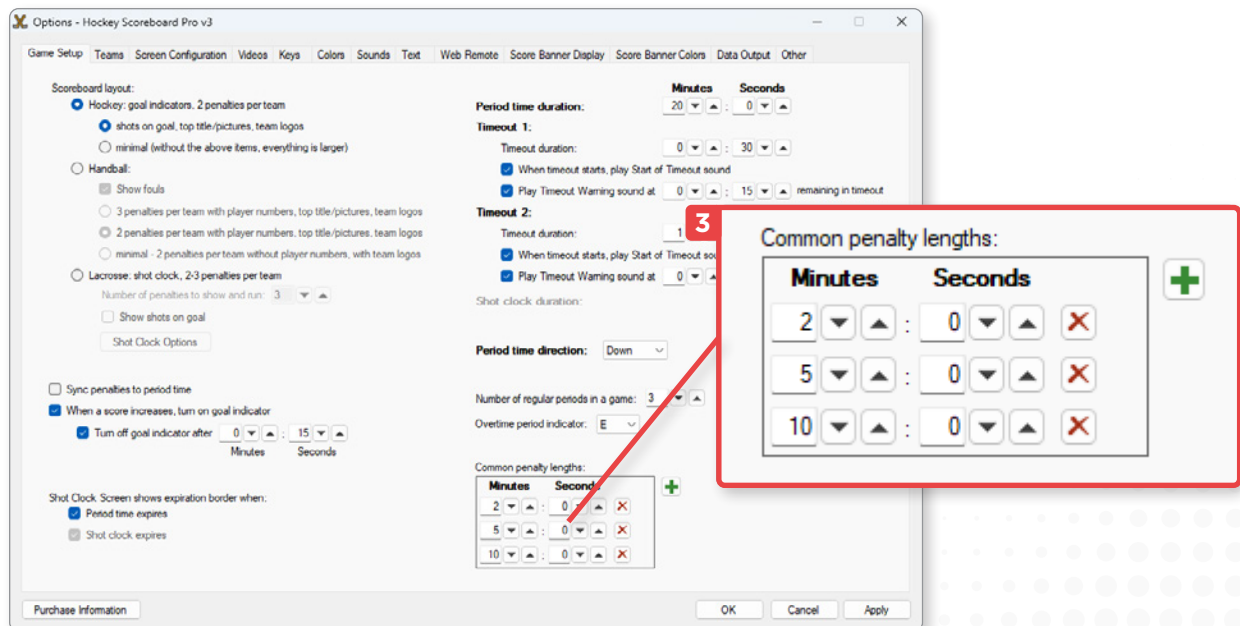 Options - Hockey Scoreboard Pro v3
Game Setup Teams Screen Configuration Videos Keys Colors Sounds Text Web Remote Score Banner Display Score Banner Colors Data Output Other
Scoreboard layout:
Hockey: goal indicators, 2 penalties per team
shots on goal, top title/pictures, team logos
minimal (without the above items, everything is larger)
Handball:
Show fouls
3 penalties per team with player numbers, top title/pictures, team logos
2 penalties per team with player numbers, top title/pictures, team logos
minimal - 2 penalties per team without player numbers, with team logos
Lacrosse: shot clock, 2-3 penalties per team
Number of penalties to show and run: 3
Show shots on goal
Shot Clock Options
Sync penalties to period time
When a score increases, turn on goal indicator
Turn off goal indicator after 0 : 15
Minutes Seconds
Shot Clock Screen shows expiration border when:
Period time expires
Shot clock expires
Minutes Seconds
Period time duration: 20 : 0
Timeout 1:
Timeout duration: 0 : 30
When timeout starts, play Start of Timeout sound
Play Timeout Warning sound at 0 : 15 remaining in timeout
Timeout 2:
Timeout duration: 1
When timeout starts, play Start of Timeout
Play Timeout Warning sound at 0
Shot clock duration:
Period time direction: Down
Number of regular periods in a game: 3
Overtime period indicator: E
Common penalty lengths:
Minutes Seconds
2 : 0
5 : 0
10 : 0
3
Common penalty lengths:
Minutes Seconds
2 : 0
5 : 0
10 : 0
Purchase Information
OK Cancel Apply